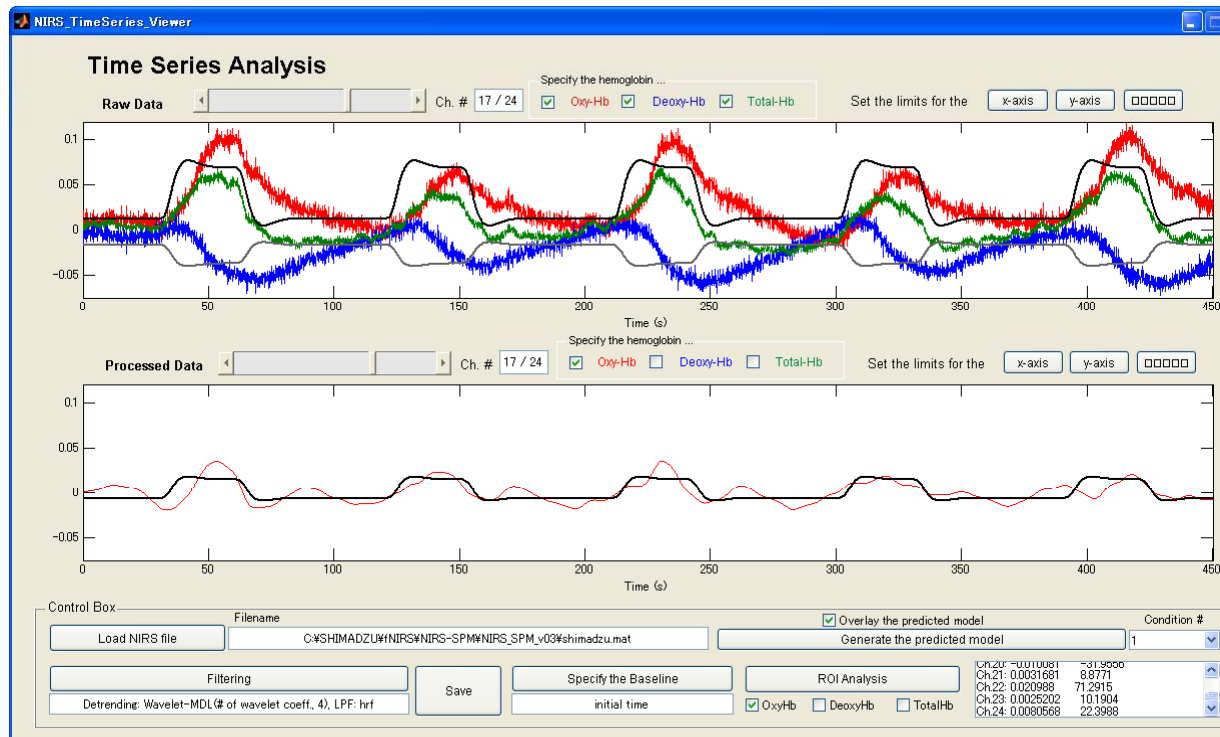 NIRS_TimeSeries_Viewer
Time Series Analysis
Specify the hemoglobin ...
Raw Data Ch. # 17 / 24 Oxy-Hb Deoxy-Hb Total-Hb Set the limits for the x-axis y-axis □□□□□
0.1
0.05
0
-0.05
0 50 100 150 200 250 300 350 400 450
Time (s)
Specify the hemoglobin ...
Processed Data Ch. # 17 / 24 Oxy-Hb Deoxy-Hb Total-Hb Set the limits for the x-axis y-axis □□□□□
0.1
0.05
0
-0.05
0 50 100 150 200 250 300 350 400 450
Time (s)
Control Box
Filename Overlay the predicted model Condition #
Load NIRS file C:¥SHIMADZU¥fNIRS¥NIRS-SPM¥NIRS_SPM_v03¥shimadzu.mat Generate the predicted model 1
Filtering Save Specify the Baseline ROI Analysis
Detrending: Wavelet-MDL(# of wavelet coeff., 4), LPF: hrf initial time OxyHb DeoxyHb TotalHb
Ch.20: -0.010081 -31.9556
Ch.21: 0.0031681 8.8771
Ch.22: 0.020988 71.2915
Ch.23: 0.0025202 10.1904
Ch.24: 0.0080568 22.3988